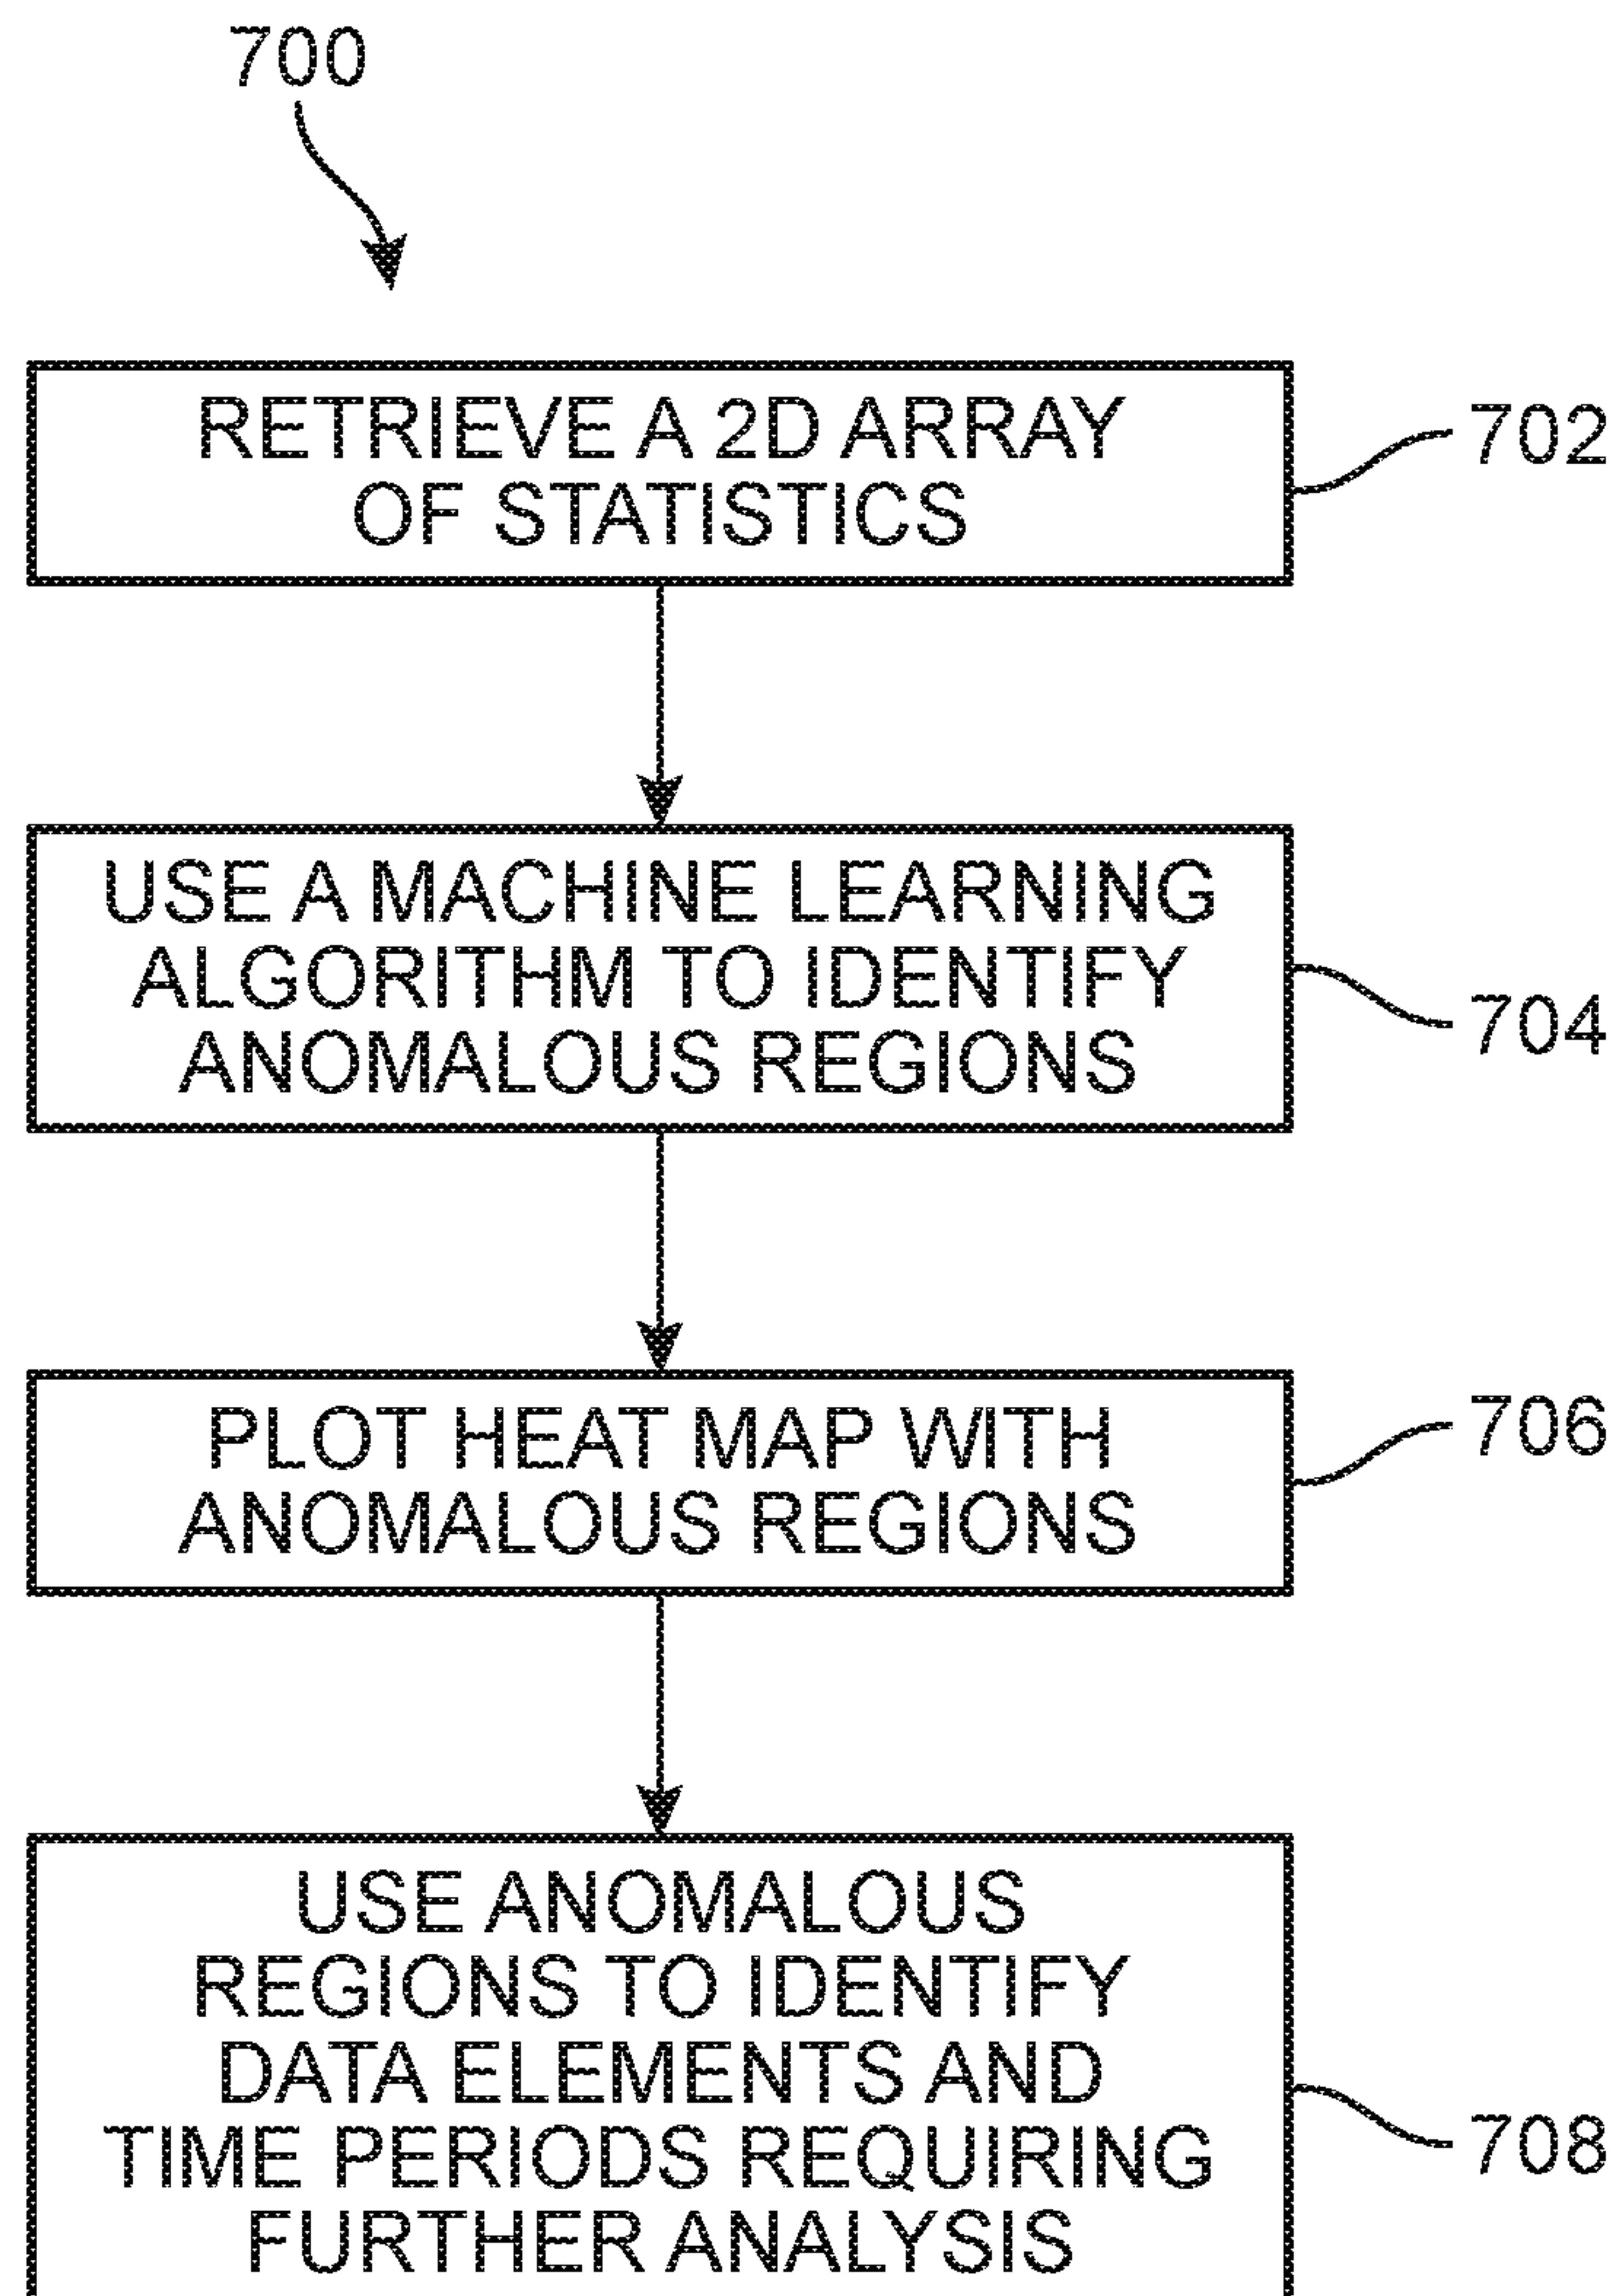 700
RETRIEVE A 2D ARRAY
OF STATISTICS
702
USE A MACHINE LEARNING
ALGORITHM TO IDENTIFY
ANOMALOUS REGIONS
704
PLOT HEAT MAP WITH
ANOMALOUS REGIONS
706
USE ANOMALOUS
REGIONS TO IDENTIFY
DATA ELEMENTS AND
TIME PERIODS REQUIRING
FURTHER ANALYSIS
708